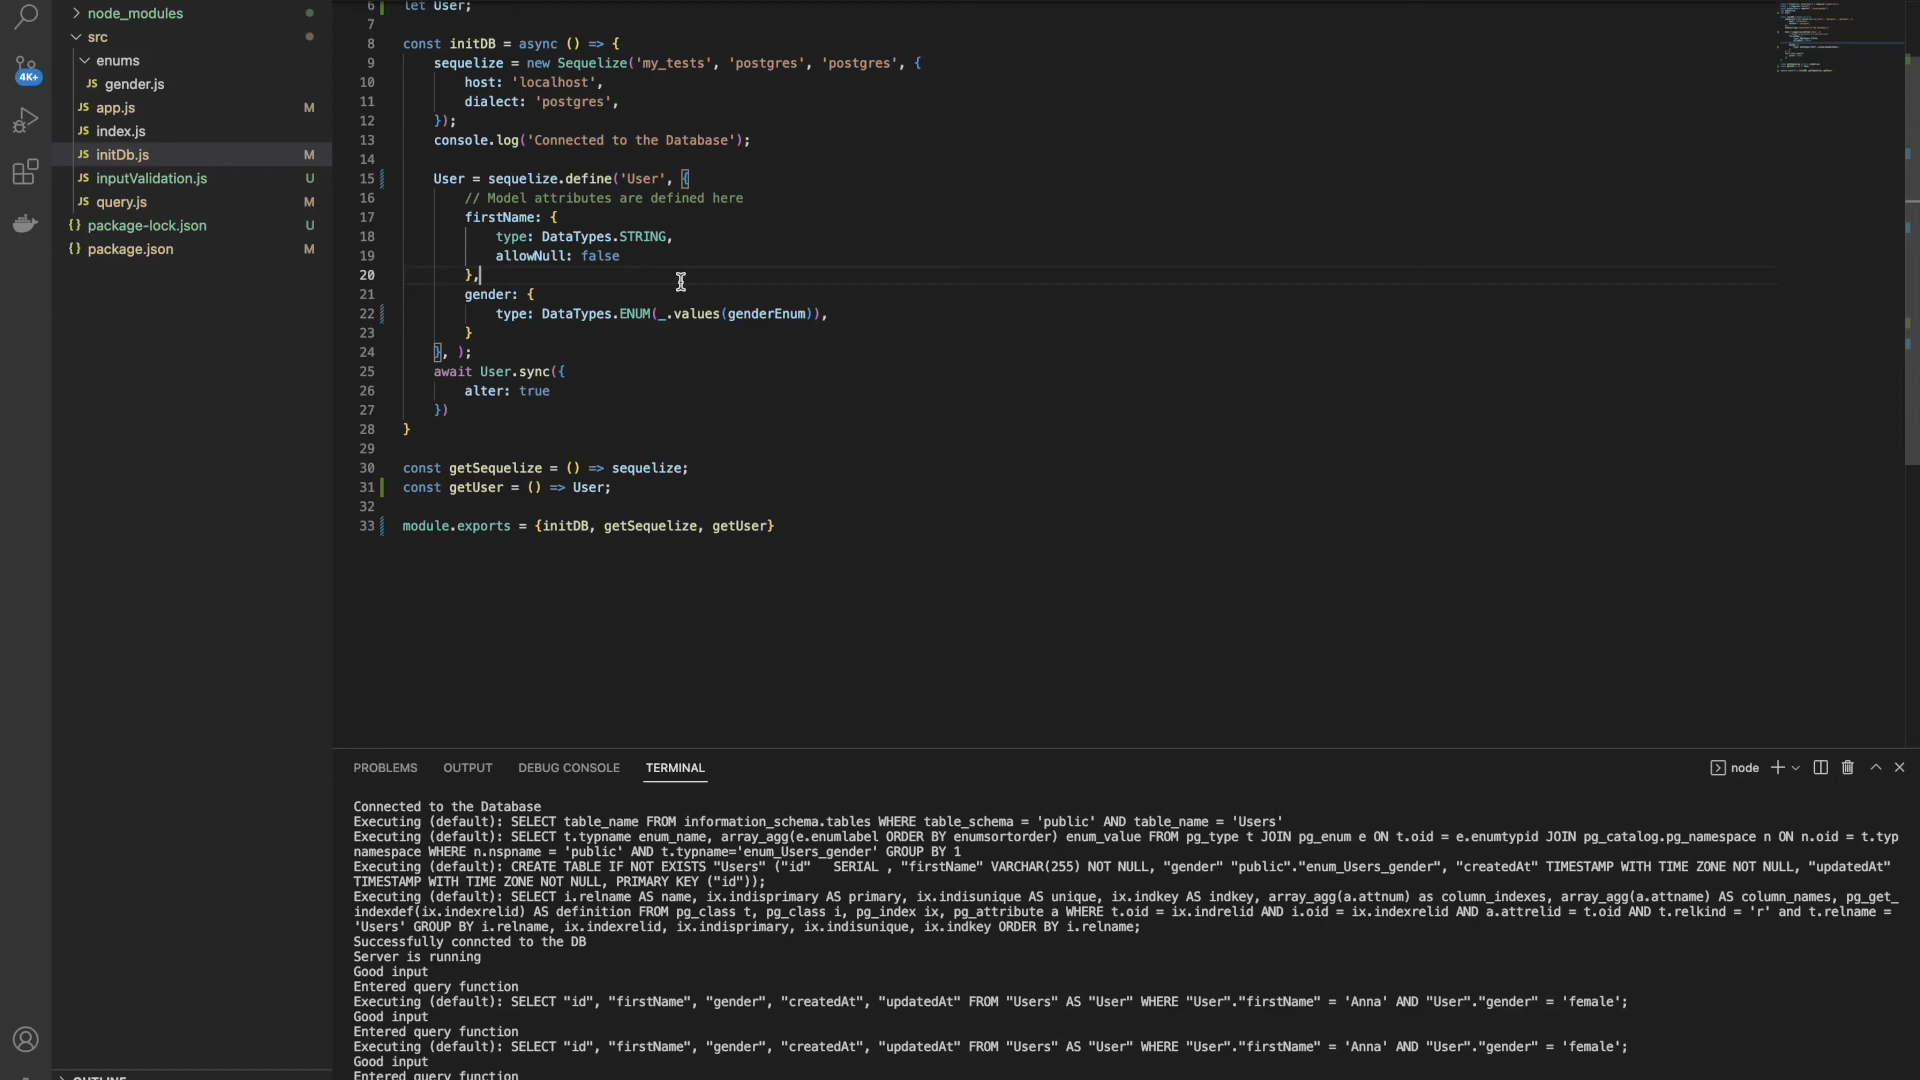 node_modules
src
enums
JS gender.js
JS app.js M
JS index.js
JS initDb.js M
JS inputValidation.js U
JS query.js M
{} package-lock.json U
{} package.json M
4K+
OUTLINE
6 let User;
7
8 const initDB = async () => {
9 sequelize = new Sequelize('my_tests', 'postgres', 'postgres', {
10 host: 'localhost',
11 dialect: 'postgres',
12 });
13 console.log('Connected to the Database');
14
15 User = sequelize.define('User', {
16 // Model attributes are defined here
17 firstName: {
18 type: DataTypes.STRING,
19 allowNull: false
20 },
21 gender: {
22 type: DataTypes.ENUM(_.values(genderEnum)),
23 }
24 }, );
25 await User.sync({
26 alter: true
27 })
28 }
29
30 const getSequelize = () => sequelize;
31 const getUser = () => User;
32
33 module.exports = {initDB, getSequelize, getUser}
PROBLEMS OUTPUT DEBUG CONSOLE TERMINAL node
Connected to the Database
Executing (default): SELECT table_name FROM information_schema.tables WHERE table_schema = 'public' AND table_name = 'Users'
Executing (default): SELECT t.typname enum_name, array_agg(e.enumlabel ORDER BY enumsortorder) enum_value FROM pg_type t JOIN pg_enum e ON t.oid = e.enumtypid JOIN pg_catalog.pg_namespace n ON n.oid = t.typ
namespace WHERE n.nspname = 'public' AND t.typname='enum_Users_gender' GROUP BY 1
Executing (default): CREATE TABLE IF NOT EXISTS "Users" ("id"   SERIAL , "firstName" VARCHAR(255) NOT NULL, "gender" "public"."enum_Users_gender", "createdAt" TIMESTAMP WITH TIME ZONE NOT NULL, "updatedAt"
TIMESTAMP WITH TIME ZONE NOT NULL, PRIMARY KEY ("id"));
Executing (default): SELECT i.relname AS name, ix.indisprimary AS primary, ix.indisunique AS unique, ix.indkey AS indkey, array_agg(a.attnum) as column_indexes, array_agg(a.attname) AS column_names, pg_get_
indexdef(ix.indexrelid) AS definition FROM pg_class t, pg_class i, pg_index ix, pg_attribute a WHERE t.oid = ix.indrelid AND i.oid = ix.indexrelid AND a.attrelid = t.oid AND t.relkind = 'r' and t.relname =
'Users' GROUP BY i.relname, ix.indexrelid, ix.indisprimary, ix.indisunique, ix.indkey ORDER BY i.relname;
Successfully conncted to the DB
Server is running
Good input
Entered query function
Executing (default): SELECT "id", "firstName", "gender", "createdAt", "updatedAt" FROM "Users" AS "User" WHERE "User"."firstName" = 'Anna' AND "User"."gender" = 'female';
Good input
Entered query function
Executing (default): SELECT "id", "firstName", "gender", "createdAt", "updatedAt" FROM "Users" AS "User" WHERE "User"."firstName" = 'Anna' AND "User"."gender" = 'female';
Good input
Entered query function